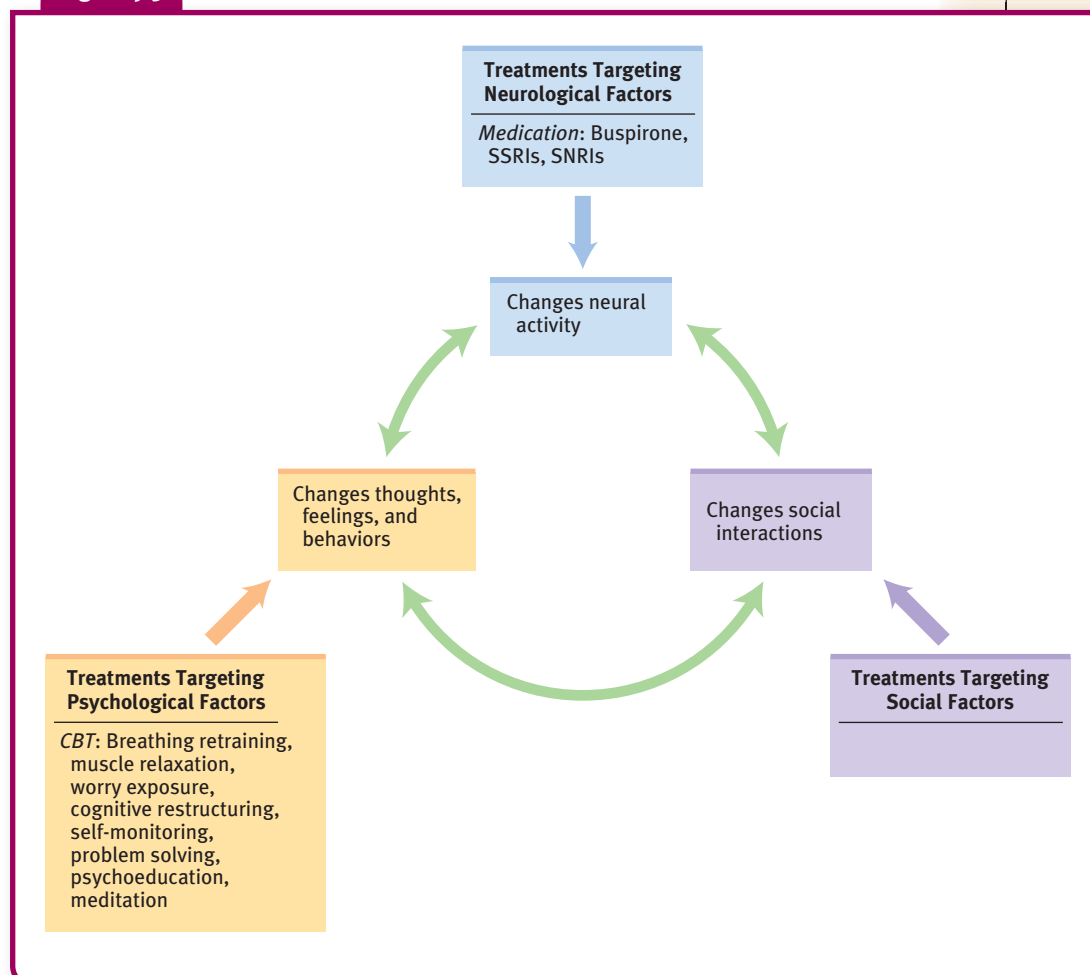 Treatments Targeting
Neurological Factors
Medication: Buspirone,
SSRIs, SNRIs
Changes neural
activity
Changes thoughts,
feelings, and
behaviors
Changes social
interactions
Treatments Targeting
Psychological Factors
CBT: Breathing retraining,
muscle relaxation,
worry exposure,
cognitive restructuring,
self-monitoring,
problem solving,
psychoeducation,
meditation
Treatments Targeting
Social Factors